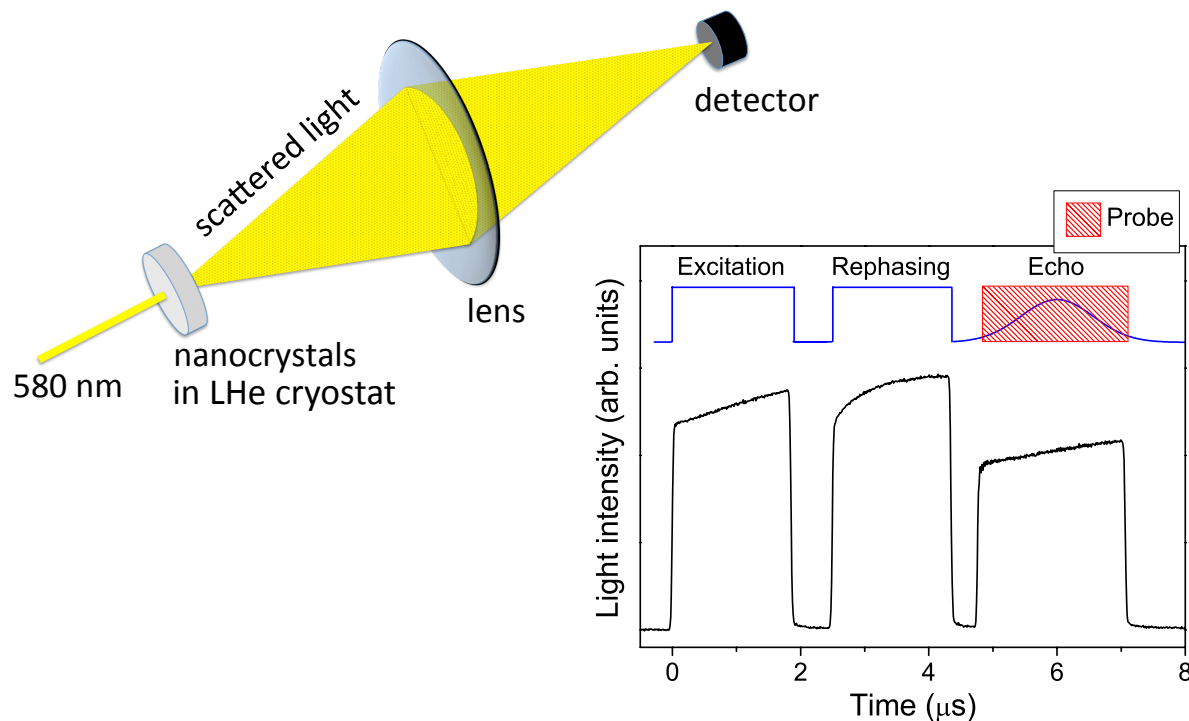 scattered light
detector
lens
580 nm
nanocrystals
in LHe cryostat
Probe
Excitation
Rephasing
Echo
Light intensity (arb. units)
0
2
4
6
8
Time (μs)